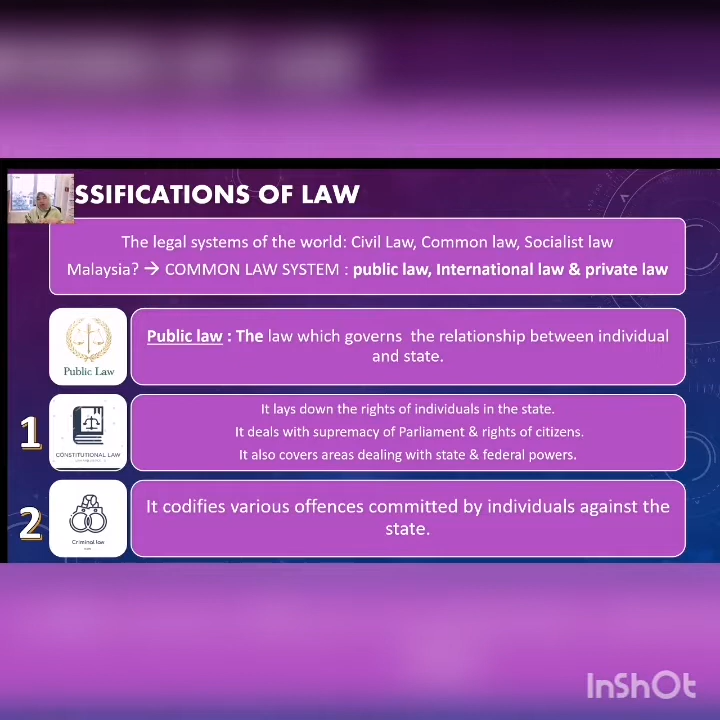 SSIFICATIONS OF LAW
The legal systems of the world: Civil Law, Common law, Socialist law
Malaysia? → COMMON LAW SYSTEM : public law, International law & private law
Public Law
Public law : The law which governs the relationship between individual
and state.
1
CONSTITUTIONAL LAW
It lays down the rights of individuals in the state.
It deals with supremacy of Parliament & rights of citizens.
It also covers areas dealing with state & federal powers.
2
Criminal law
It codifies various offences committed by individuals against the
state.
InShOt